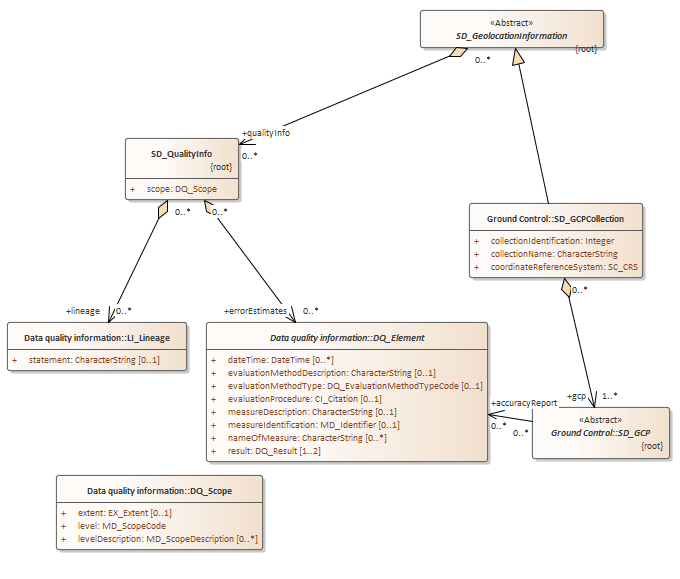 «Abstract»
SD_GeolocationInformation
{root}
0..*
+qualityInfo
0..*
SD_QualityInfo
{root}
+ scope: DQ_Scope
0..*
0..*
Ground Control::SD_GCPCollection
+ collectionIdentification: Integer
+ collectionName: CharacterString
+ coordinateReferenceSystem: SC_CRS
0..*
+lineage
0..*
+errorEstimates
0..*
Data quality information::LI_Lineage
+ statement: CharacterString [0..1]
Data quality information::DQ_Element
+ dateTime: DateTime [0..*]
+ evaluationMethodDescription: CharacterString [0..1]
+ evaluationMethodType: DQ_EvaluationMethodTypeCode [0..1]
+ evaluationProcedure: CI_Citation [0..1]
+ measureDescription: CharacterString [0..1]
+ measureIdentification: MD_Identifier [0..1]
+ nameOfMeasure: CharacterString [0..*]
+ result: DQ_Result [1..2]
+gcp
1..*
+accuracyReport
0..*
0..*
«Abstract»
Ground Control::SD_GCP
{root}
Data quality information::DQ_Scope
+ extent: EX_Extent [0..1]
+ level: MD_ScopeCode
+ levelDescription: MD_ScopeDescription [0..*]